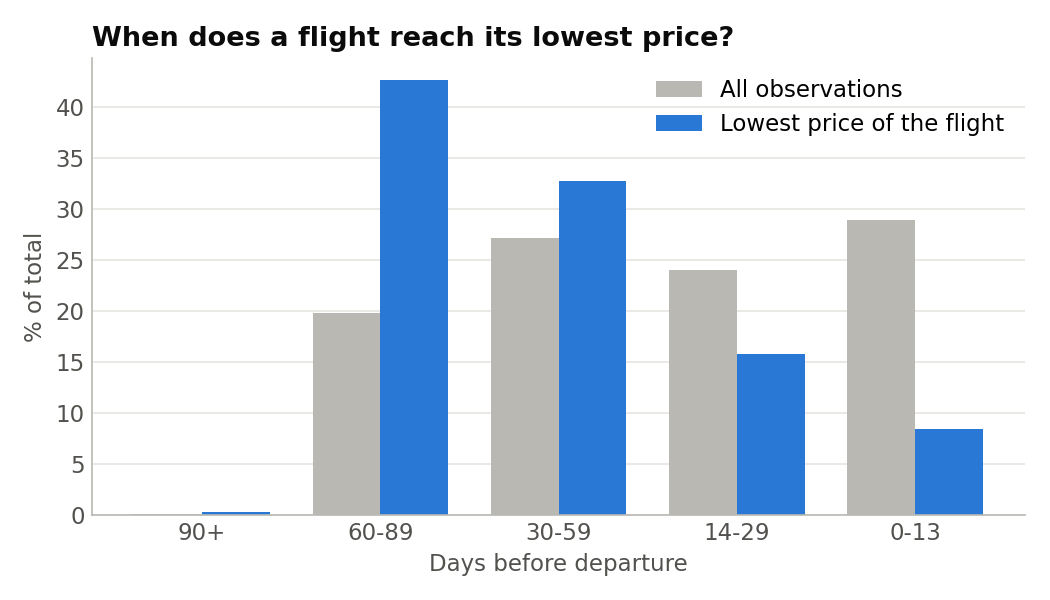 When does a flight reach its lowest price?
All observations
Lowest price of the flight
% of total
40
35
30
25
20
15
10
5
0
90+
60-89
30-59
14-29
0-13
Days before departure